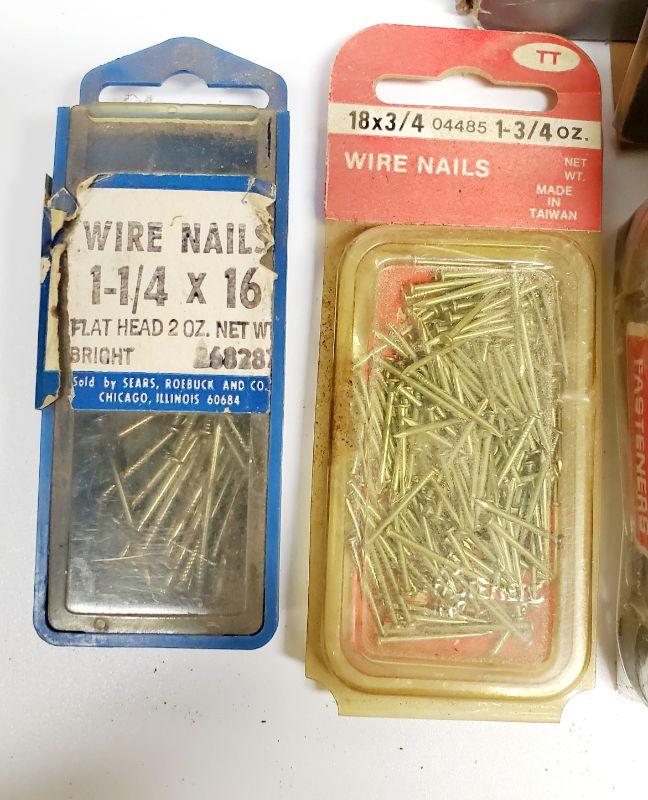 WIRE NAILS
1-1/4 x 16
FLAT HEAD 2 OZ. NET WT
BRIGHT 26828
Sold by SEARS, ROEBUCK AND CO.
CHICAGO, ILLINOIS 60684
TT
18x3/4 04485 1-3/4 OZ.
WIRE NAILS
NET
WT.
MADE
IN
TAIWAN
FASTENERS